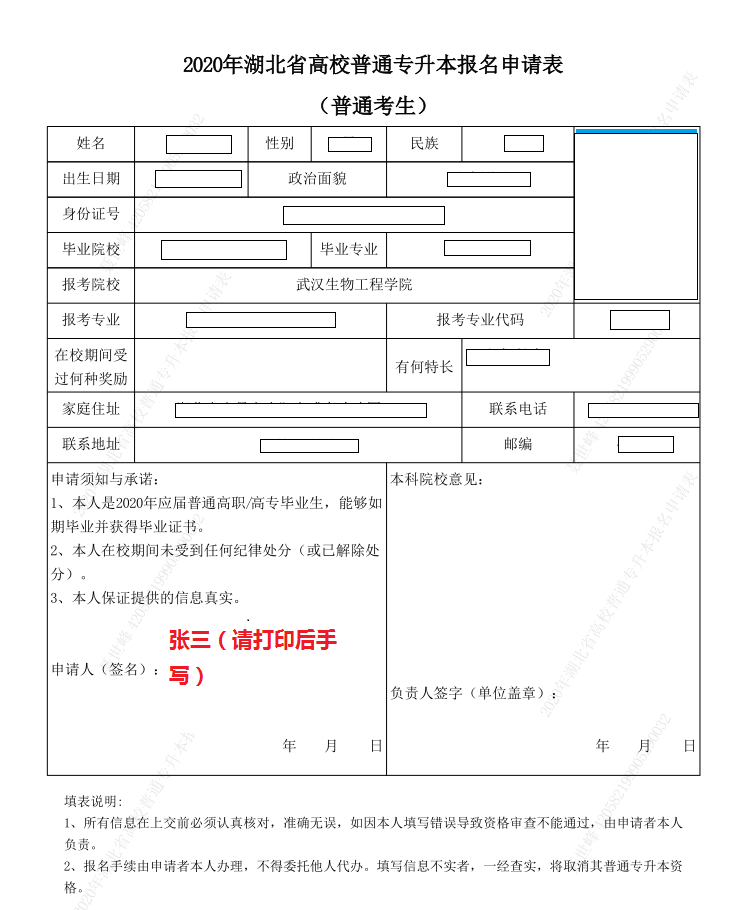 2020年湖北省高校普通专升本报名申请表
（普通考生）
姓名 性别 民族
出生日期 政治面貌
身份证号
毕业院校 毕业专业
报考院校 武汉生物工程学院
报考专业 报考专业代码
在校期间受
过何种奖励
有何特长
家庭住址 联系电话
联系地址 邮编
申请须知与承诺：
1、本人是2020年应届普通高职/高专毕业生，能够如
期毕业并获得毕业证书。
2、本人在校期间未受到任何纪律处分（或已解除处
分）。
3、本人保证提供的信息真实。
申请人（签名）：
张三（请打印后手
写）
年 月 日
本科院校意见：
负责人签字（单位盖章）：
年 月 日
填表说明：
1、所有信息在上交前必须认真核对，准确无误，如因本人填写错误导致资格审查不能通过，由申请者本人
负责。
2、报名手续由申请者本人办理，不得委托他人代办。填写信息不实者，一经查实，将取消其普通专升本资
格。